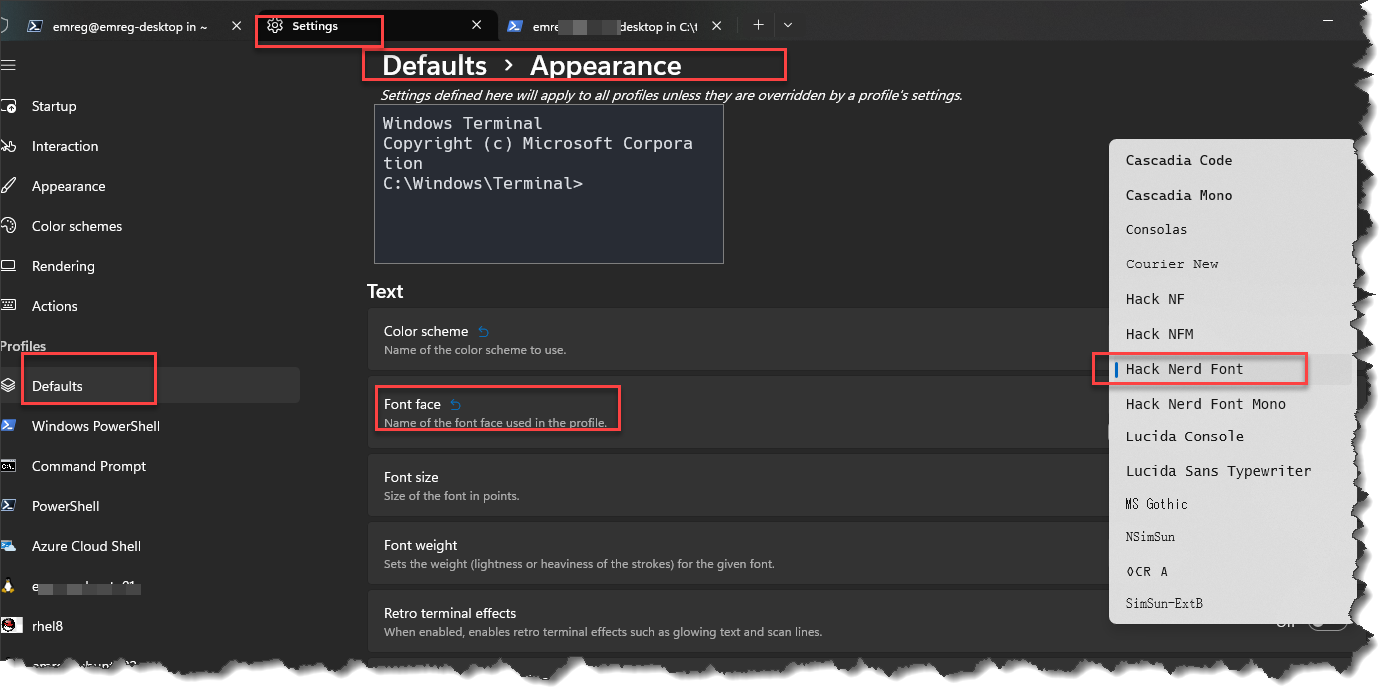 emreg@emreg-desktop in ~
Settings
desktop in C:\
Defaults > Appearance
Settings defined here will apply to all profiles unless they are overridden by a profile's settings.
Windows Terminal
Copyright (c) Microsoft Corpora
tion
C:\Windows\Terminal>
Startup
Interaction
Appearance
Color schemes
Rendering
Actions
Profiles
Defaults
Windows PowerShell
Command Prompt
PowerShell
Azure Cloud Shell
rhel8
Text
Color scheme
Name of the color scheme to use.
Font face
Name of the font face used in the profile.
Font size
Size of the font in points.
Font weight
Sets the weight (lightness or heaviness of the strokes) for the given font.
Retro terminal effects
When enabled, enables retro terminal effects such as glowing text and scan lines.
Cascadia Code
Cascadia Mono
Consolas
Courier New
Hack NF
Hack NFM
Hack Nerd Font
Hack Nerd Font Mono
Lucida Console
Lucida Sans Typewriter
MS Gothic
NSimSun
OCR A
SimSun-ExtB